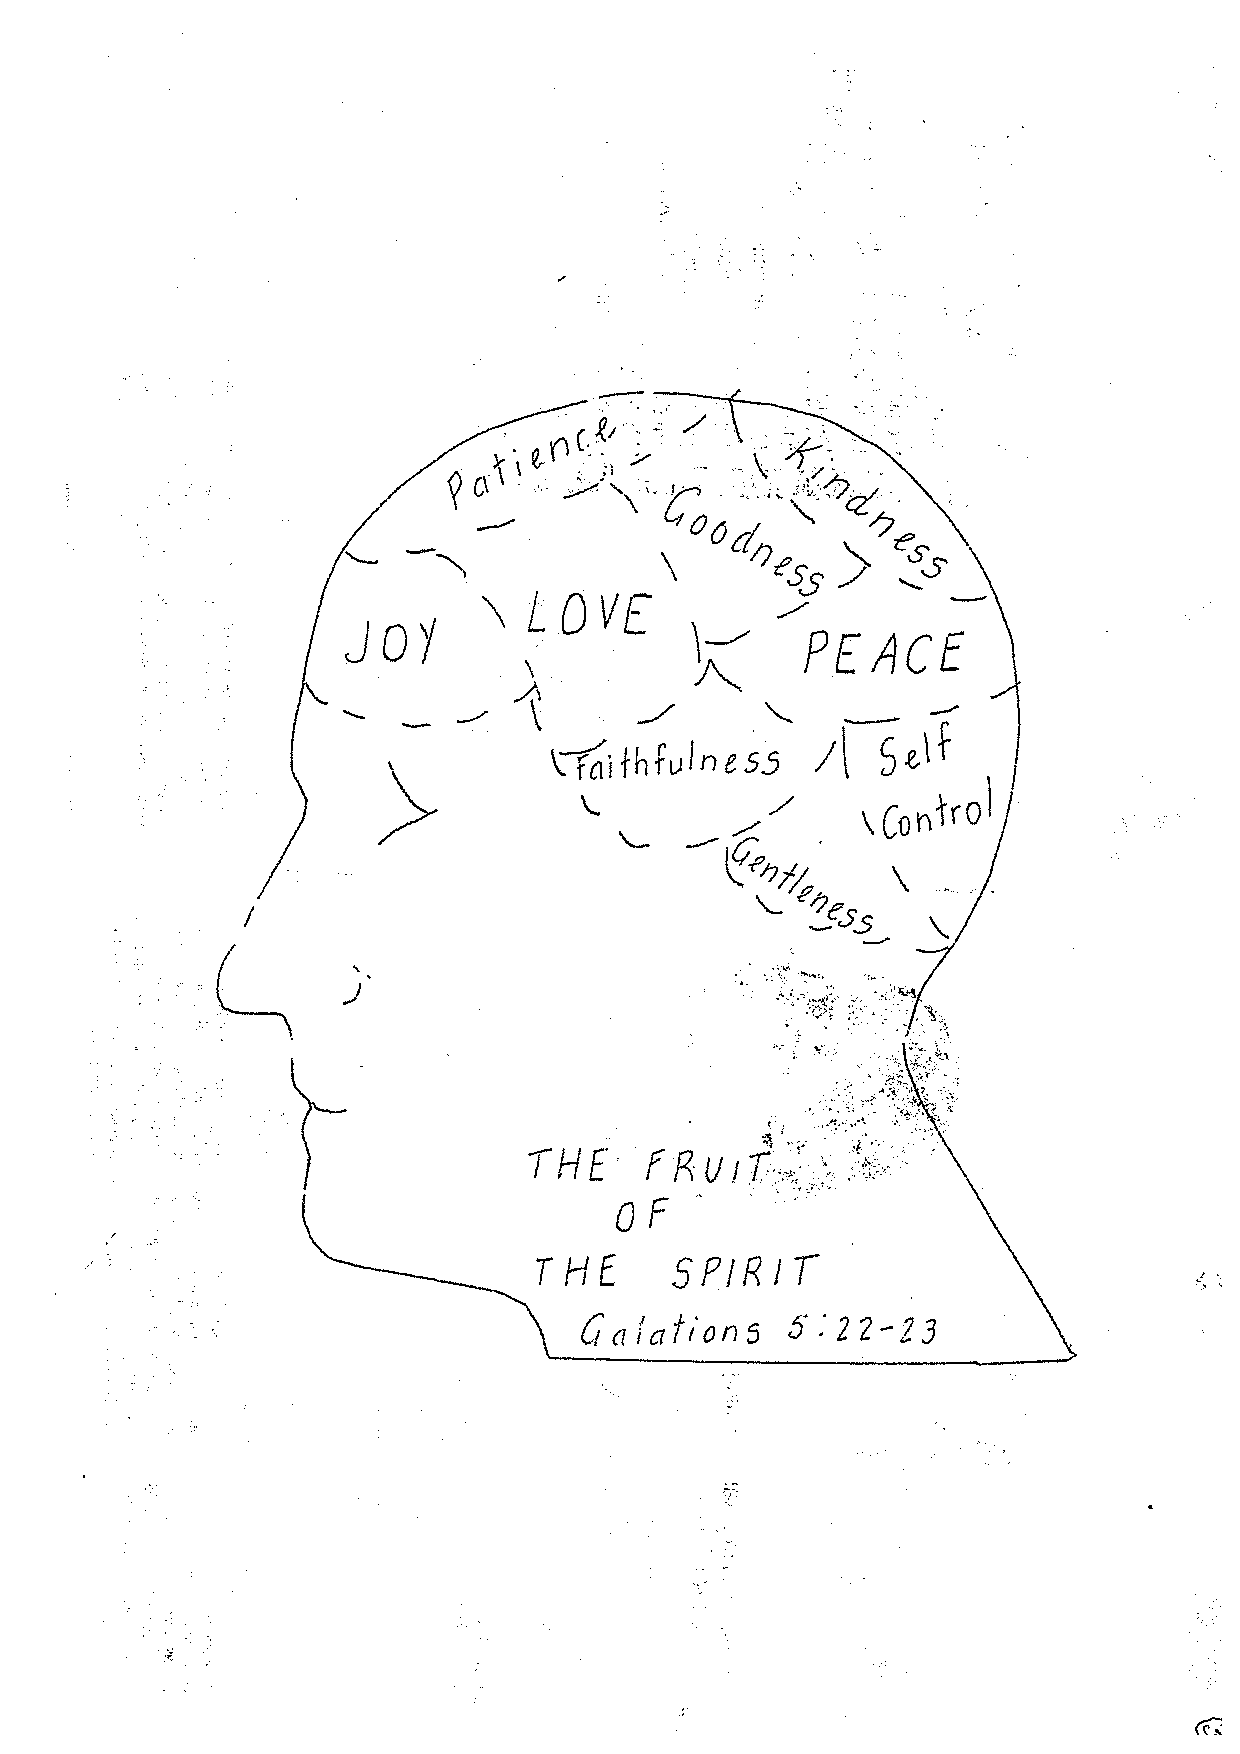 Patience
Kindness
Goodness
JOY
LOVE
PEACE
Faithfulness
Self
Control
Gentleness
THE FRUIT
OF
THE SPIRIT
Galations 5:22-23